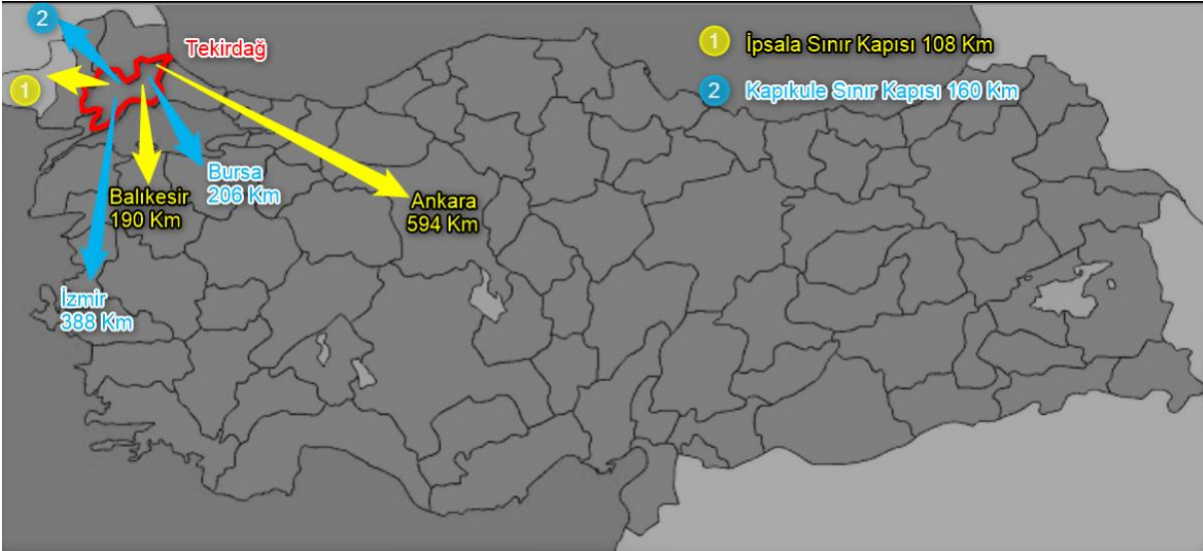 2
Tekirdağ
1
1 İpsala Sınır Kapısı 108 Km
2 Kapıkule Sınır Kapısı 160 Km
Bursa
206 Km
Balıkesir
190 Km
Ankara
594 Km
İzmir
388 Km